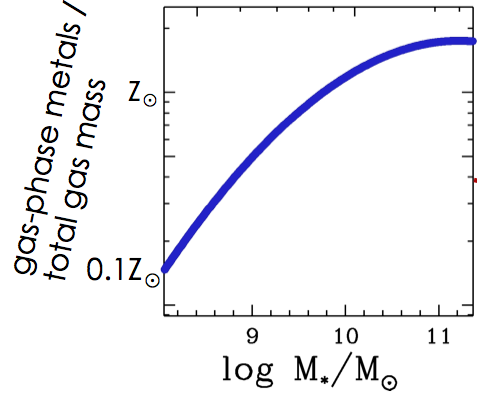 gas-phase metals /
total gas mass
Z☉
0.1Z☉
9 10 11
log M*/M☉